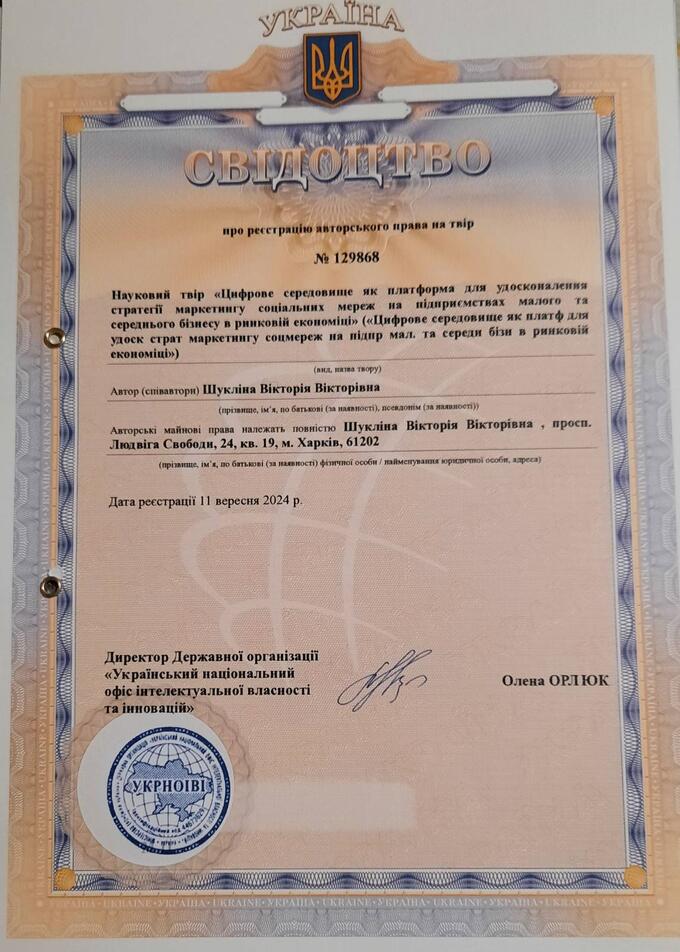 УКРАЇНА
СВІДОЦТВО
про реєстрацію авторського права на твір
№ 129868
Науковий твір «Цифрове середовище як платформа для удосконалення
стратегії маркетингу соціальних мереж на підприємствах малого та
середнього бізнесу в ринковій економіці» («Цифрове середовище як платф для
удоск страт маркетингу соцмереж на підпр мал. та середн бізн в ринковій
економіці»)
(вид, назва твору)
Автор (співавтори) Шукліна Вікторія Вікторівна
(прізвище, ім’я, по батькові (за наявності), псевдонім (за наявності))
Авторські майнові права належать повністю Шукліна Вікторія Вікторівна , просп.
Людвіга Свободи, 24, кв. 19, м. Харків, 61202
(прізвище, ім’я, по батькові (за наявності) фізичної особи / найменування юридичної особи, адреса)
Дата реєстрації 11 вересня 2024 р.
Директор Державної організації
«Український національний
офіс інтелектуальної власності
та інновацій»
Олена ОРЛЮК
УКРНОІВІ